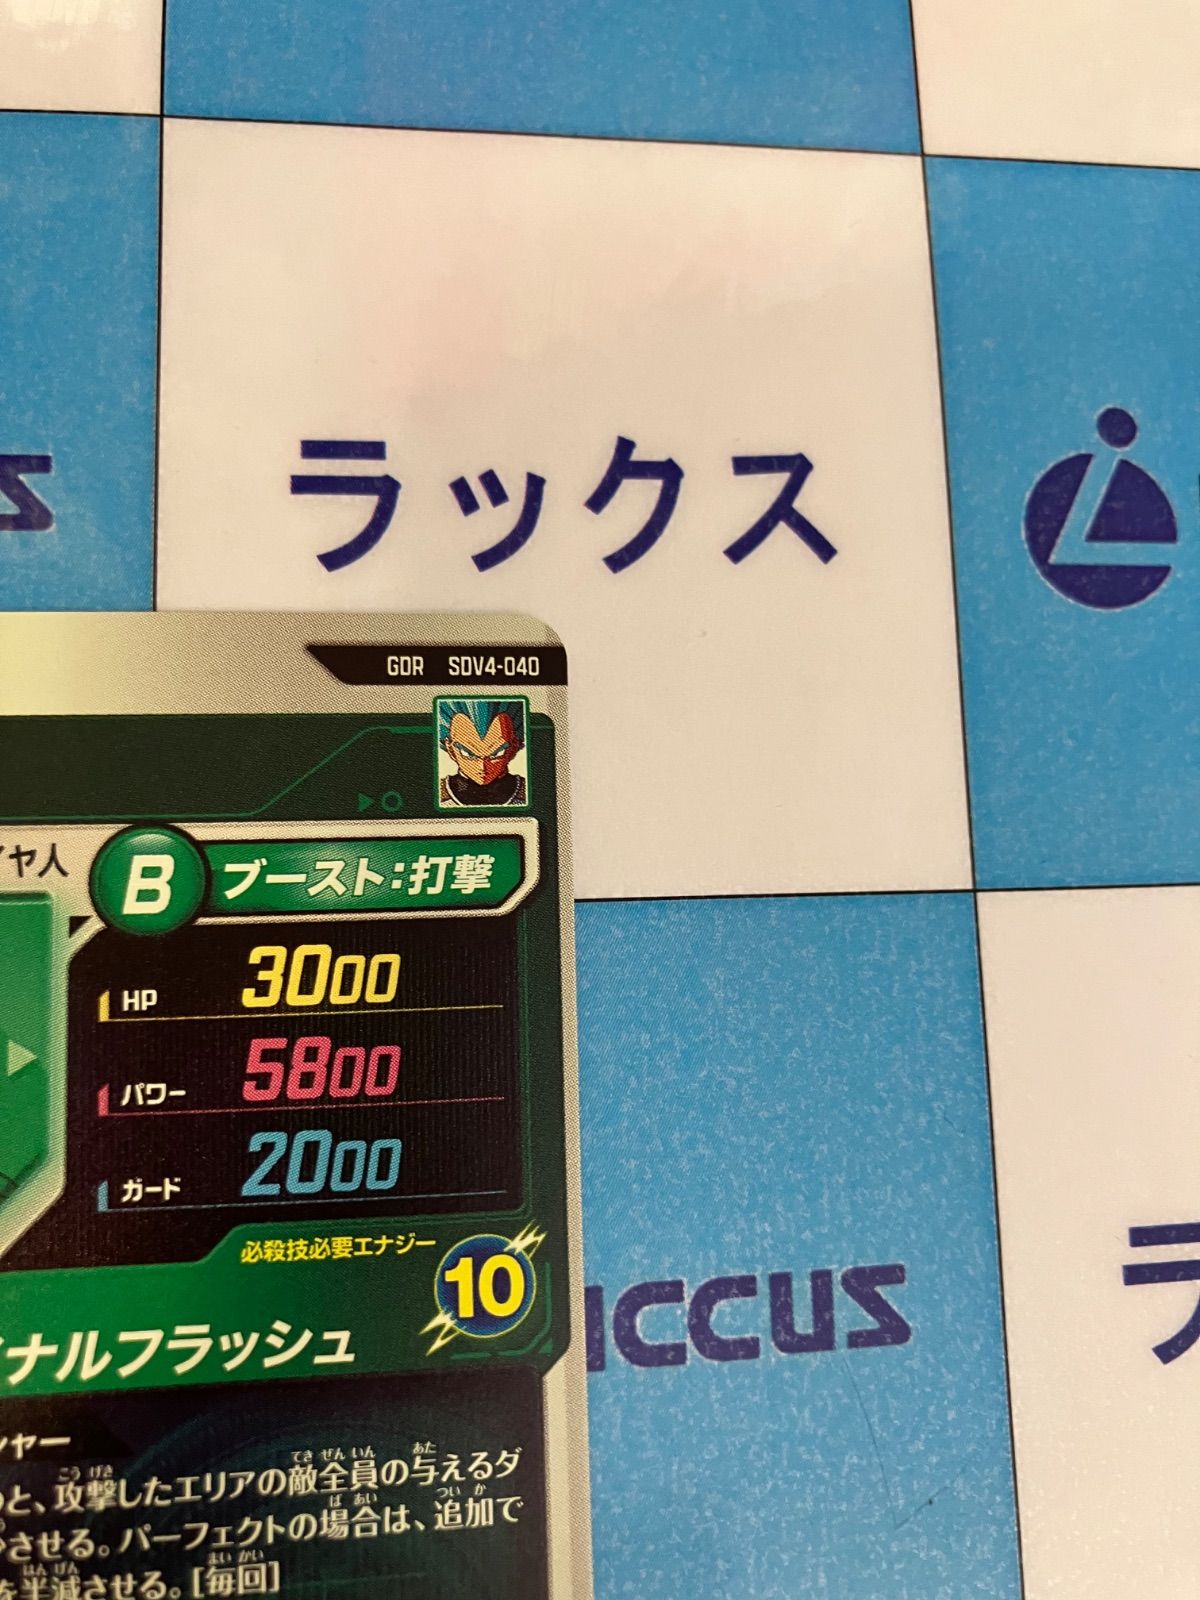 ラックス
GDR SDV4-040
ヤ人
B ブースト:打撃
HP 3000
パワー 5800
ガード 2000
必殺技必要エナジー
10
ナルフラッシュ
ャー
と、攻撃したエリアの敵全員の与えるダ
させる。パーフェクトの場合は、追加で
を半減させる。[毎回]